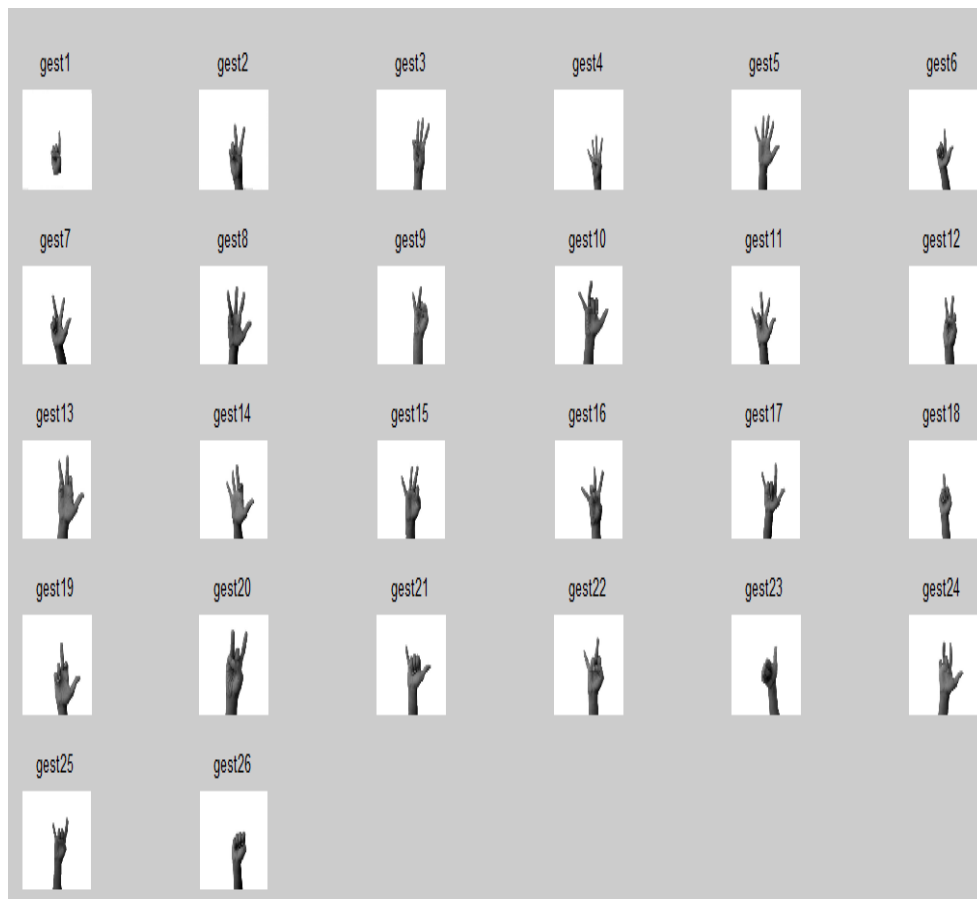 gest1 gest2 gest3 gest4 gest5 gest6
gest7 gest8 gest9 gest10 gest11 gest12
gest13 gest14 gest15 gest16 gest17 gest18
gest19 gest20 gest21 gest22 gest23 gest24
gest25 gest26